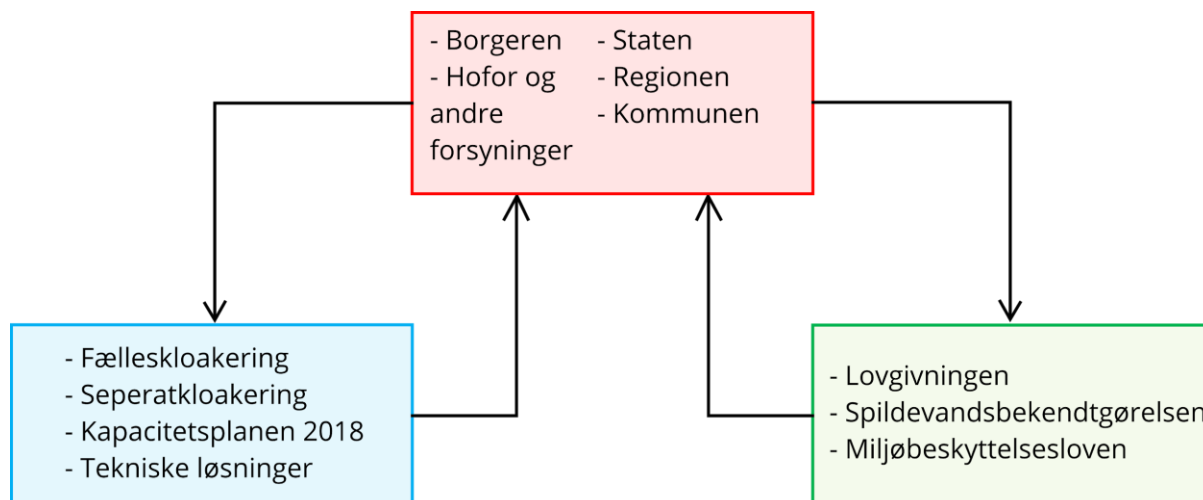 - Borgeren
- Hofor og
andre
forsyninger
- Staten
- Regionen
- Kommunen
- Fælleskloakering
- Seperatkloakering
- Kapacitetsplanen 2018
- Tekniske løsninger
- Lovgivningen
- Spildevandsbekendtgørelsen
- Miljøbeskyttelsesloven